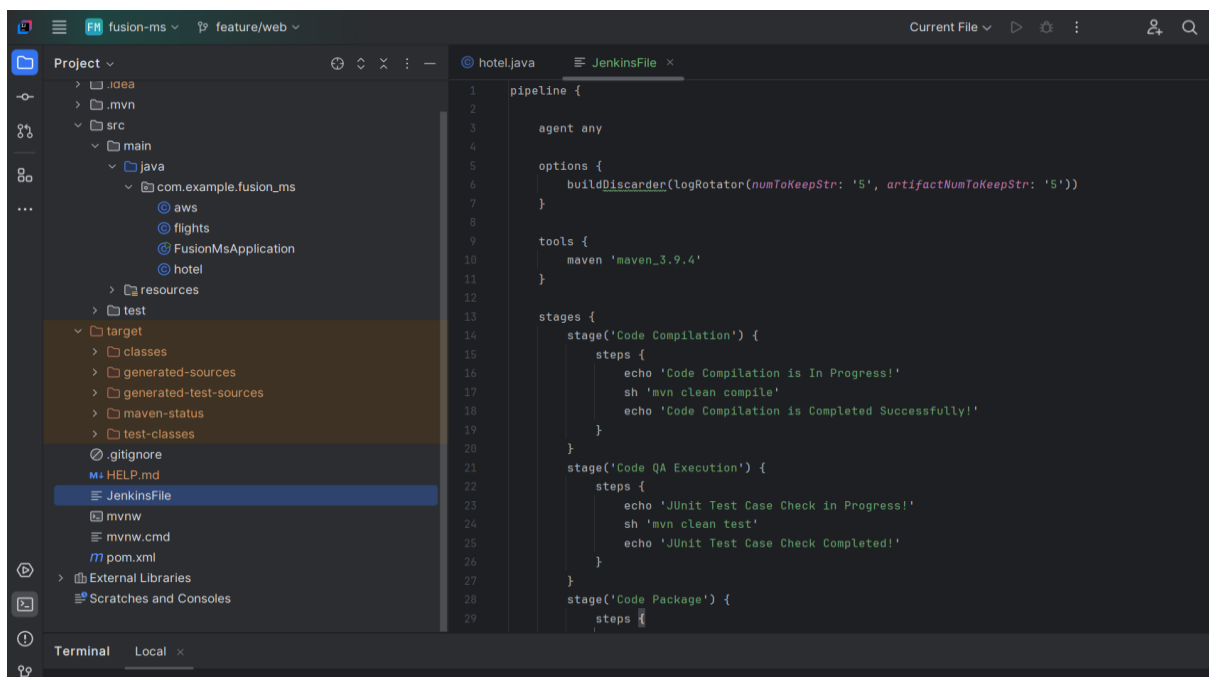 FM fusion-ms feature/web Current File
Project
hotel.java JenkinsFile
.idea
.mvn
src
main
java
com.example.fusion_ms
aws
flights
FusionMsApplication
hotel
resources
test
target
classes
generated-sources
generated-test-sources
maven-status
test-classes
.gitignore
M↓ HELP.md
JenkinsFile
mvnw
mvnw.cmd
m pom.xml
External Libraries
Scratches and Consoles
1 pipeline {
2
3 agent any
4
5 options {
6 buildDiscarder(logRotator(numToKeepStr: '5', artifactNumToKeepStr: '5'))
7 }
8
9 tools {
10 maven 'maven_3.9.4'
11 }
12
13 stages {
14 stage('Code Compilation') {
15 steps {
16 echo 'Code Compilation is In Progress!'
17 sh 'mvn clean compile'
18 echo 'Code Compilation is Completed Successfully!'
19 }
20 }
21 stage('Code QA Execution') {
22 steps {
23 echo 'JUnit Test Case Check in Progress!'
24 sh 'mvn clean test'
25 echo 'JUnit Test Case Check Completed!'
26 }
27 }
28 stage('Code Package') {
29 steps {
Terminal Local